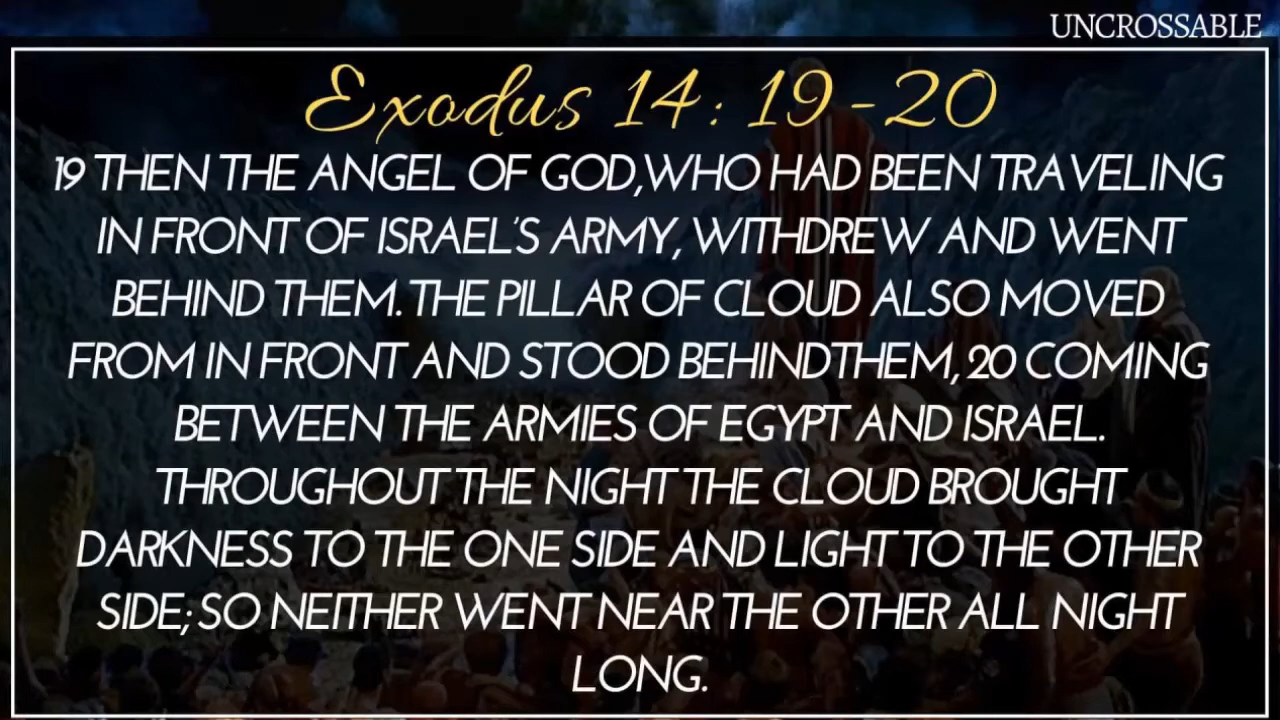 UNCROSSABLE
Exodus 14: 19-20
19 THEN THE ANGEL OF GOD,WHO HAD BEEN TRAVELING
IN FRONT OF ISRAEL'S ARMY, WITHDREW AND WENT
BEHIND THEM. THE PILLAR OF CLOUD ALSO MOVED
FROM IN FRONT AND STOOD BEHINDTHEM, 20 COMING
BETWEEN THE ARMIES OF EGYPT AND ISRAEL.
THROUGHOUT THE NIGHT THE CLOUD BROUGHT
DARKNESS TO THE ONE SIDE AND LIGHT TO THE OTHER
SIDE; SO NEITHER WENT NEAR THE OTHER ALL NIGHT
LONG.